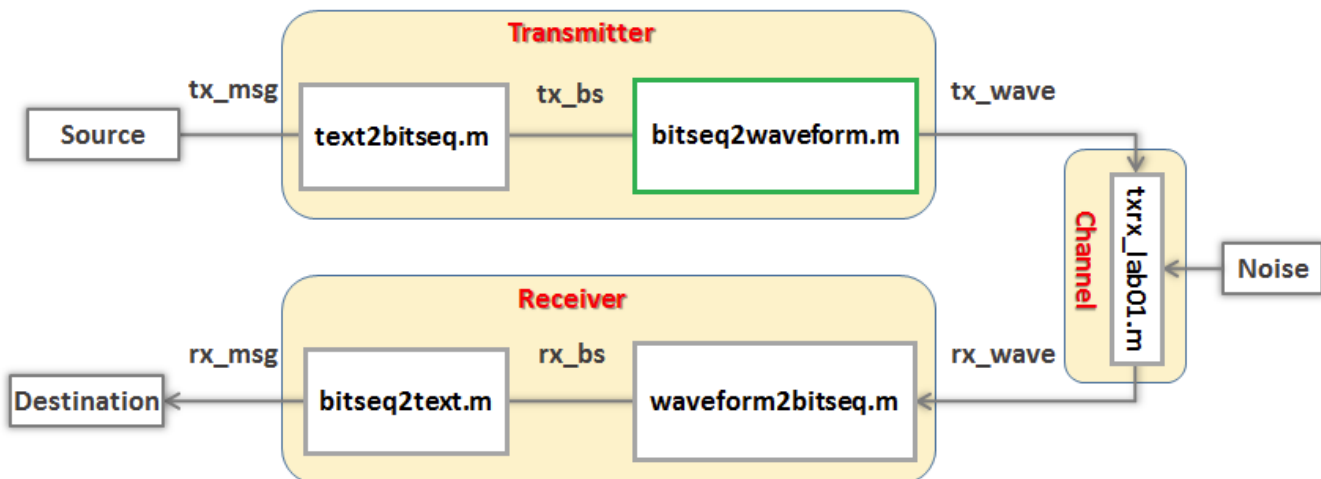 Transmitter
tx_msg
tx_bs
tx_wave
Source
text2bitseq.m
bitseq2waveform.m
txrx_lab01.m
Channel
Noise
Receiver
rx_msg
rx_bs
rx_wave
Destination
bitseq2text.m
waveform2bitseq.m